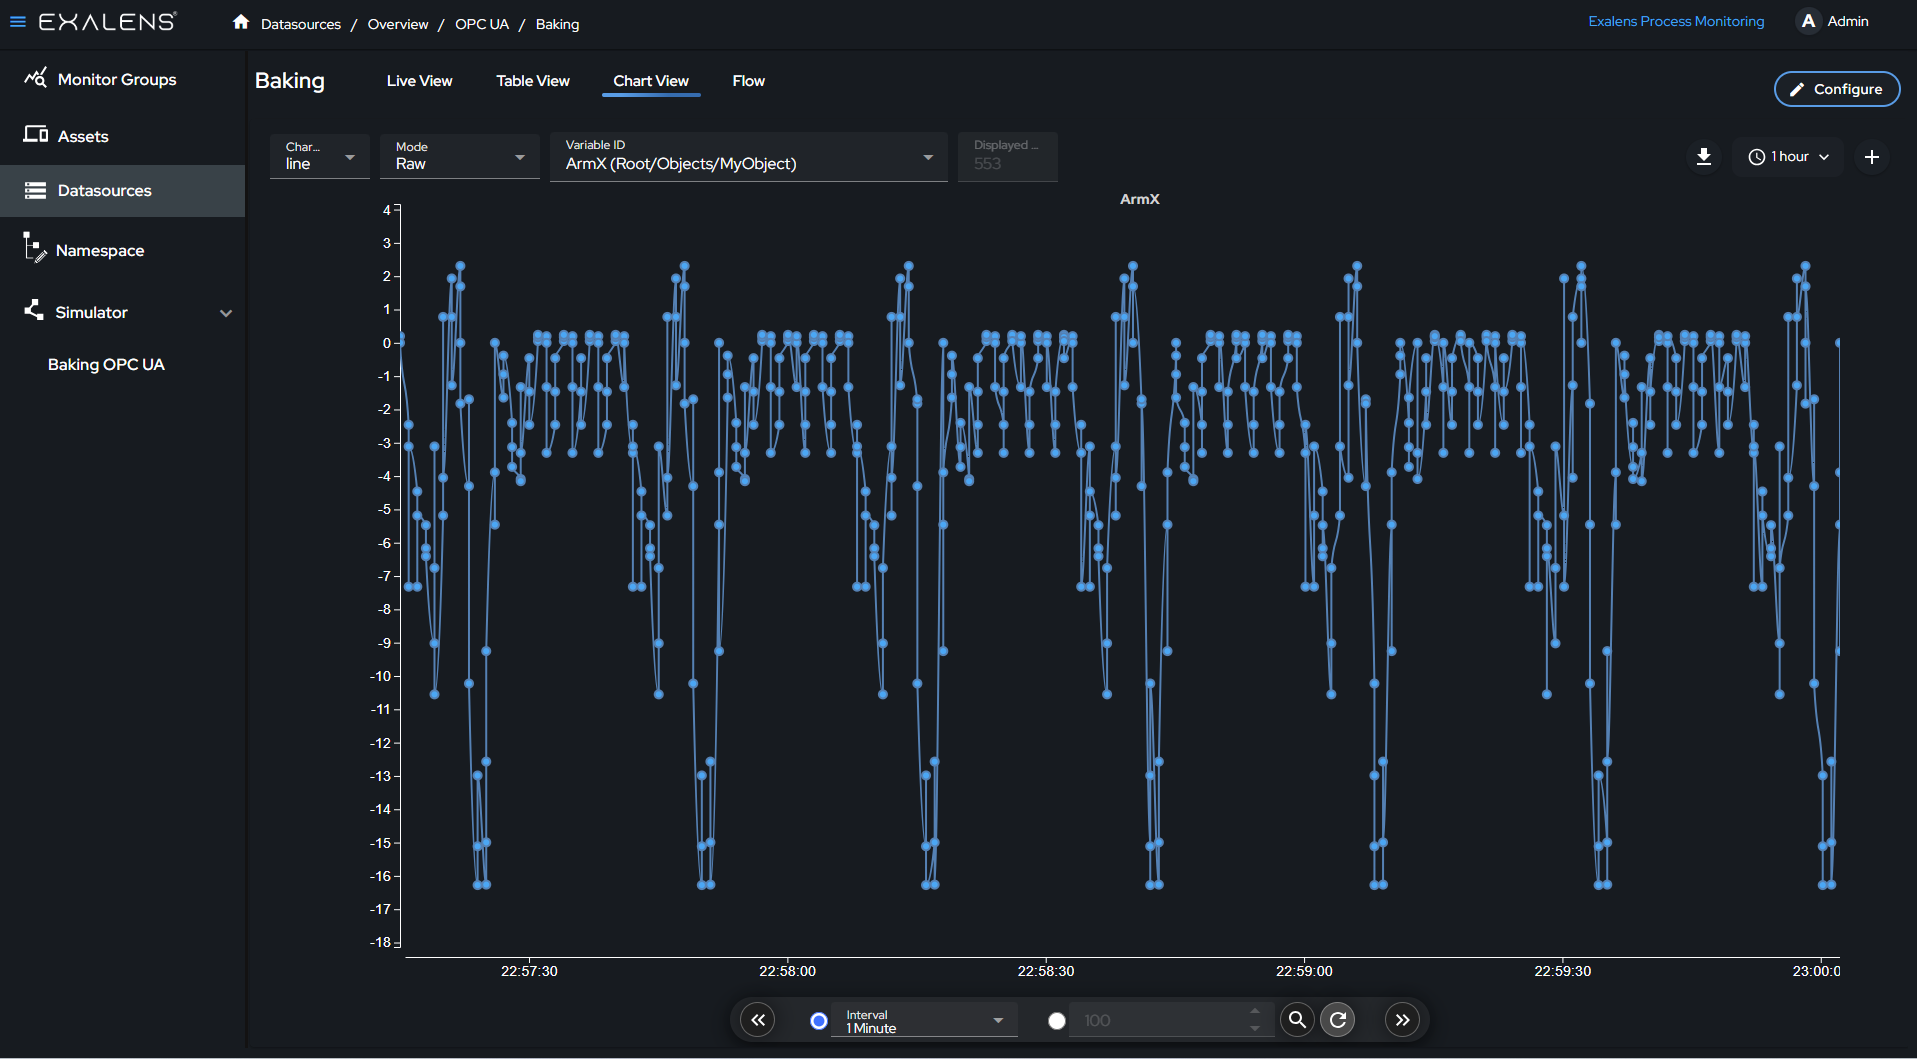 EXALENS
Datasources / Overview / OPC UA / Baking
Exalens Process Monitoring
A Admin
Monitor Groups
Assets
Datasources
Namespace
Simulator
Baking OPC UA
Baking
Live View
Table View
Chart View
Flow
Configure
Char...
line
Mode
Raw
Variable ID
ArmX (Root/Objects/MyObject)
Displayed ...
553
1 hour
ArmX
4
3
2
1
0
-1
-2
-3
-4
-5
-6
-7
-8
-9
-10
-11
-12
-13
-14
-15
-16
-17
-18
22:57:30
22:58:00
22:58:30
22:59:00
22:59:30
23:00:0
Interval
1 Minute
100